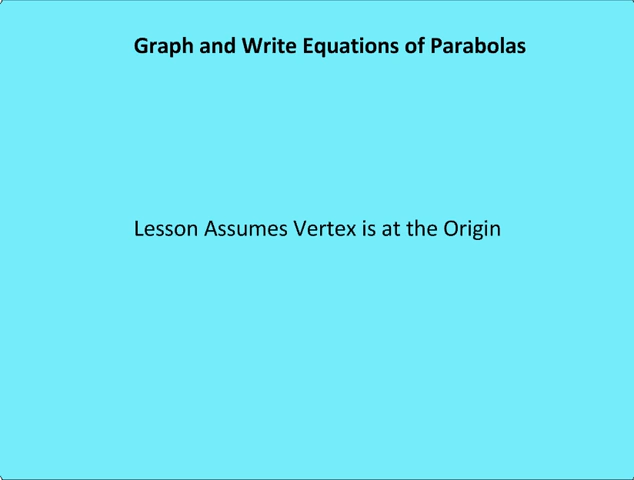 Graph and Write Equations of Parabolas
Lesson Assumes Vertex is at the Origin